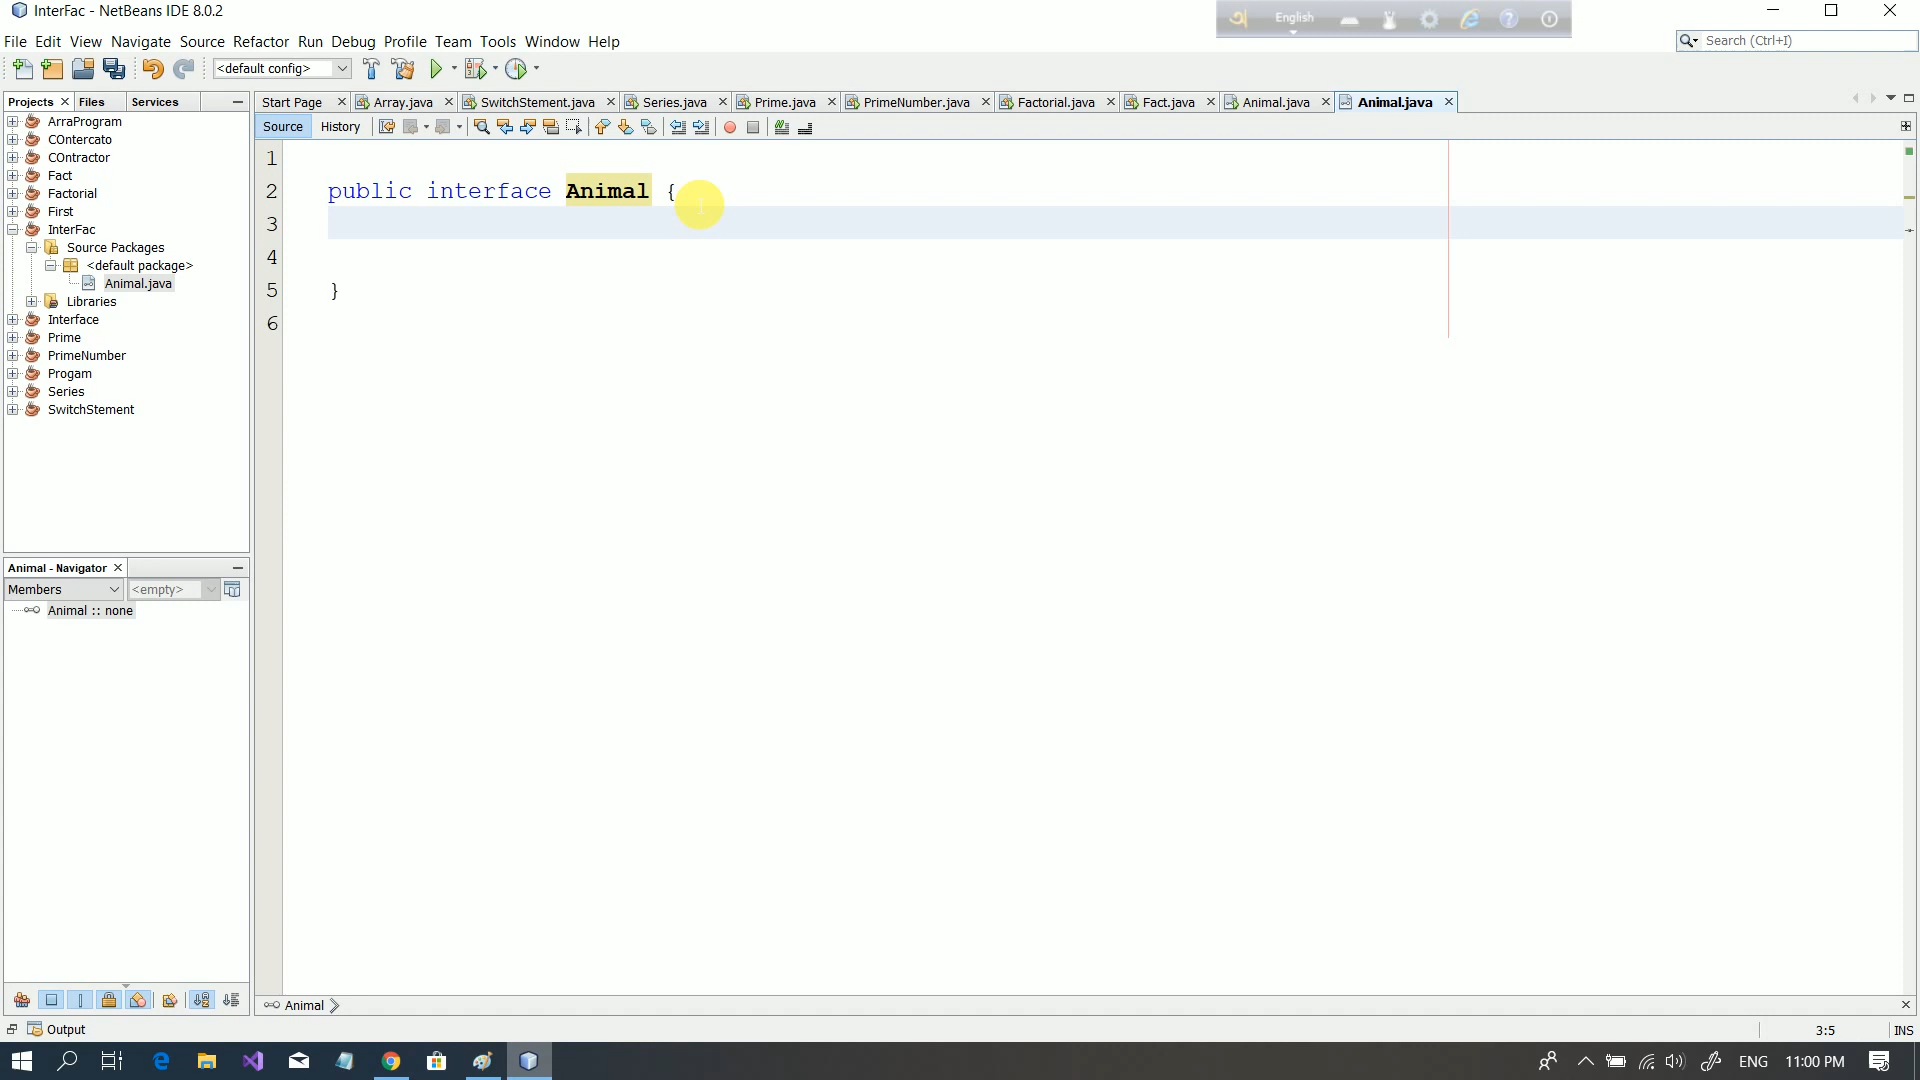 InterFac - NetBeans IDE 8.0.2
English
File Edit View Navigate Source Refactor Run Debug Profile Team Tools Window Help
Search (Ctrl+I)
<default config>
Projects Files Services
Start Page Array.java SwitchStement.java Series.java Prime.java PrimeNumber.java Factorial.java Fact.java Animal.java Animal.java
Source History
ArraProgram
COntercato
COntractor
Fact
Factorial
First
InterFac
Source Packages
<default package>
Animal.java
Libraries
Interface
Prime
PrimeNumber
Progam
Series
SwitchStement
1
2 public interface Animal {
3
4
5 }
6
Animal - Navigator
Members <empty>
Animal :: none
Animal
Output
3:5 INS
ENG 11:00 PM